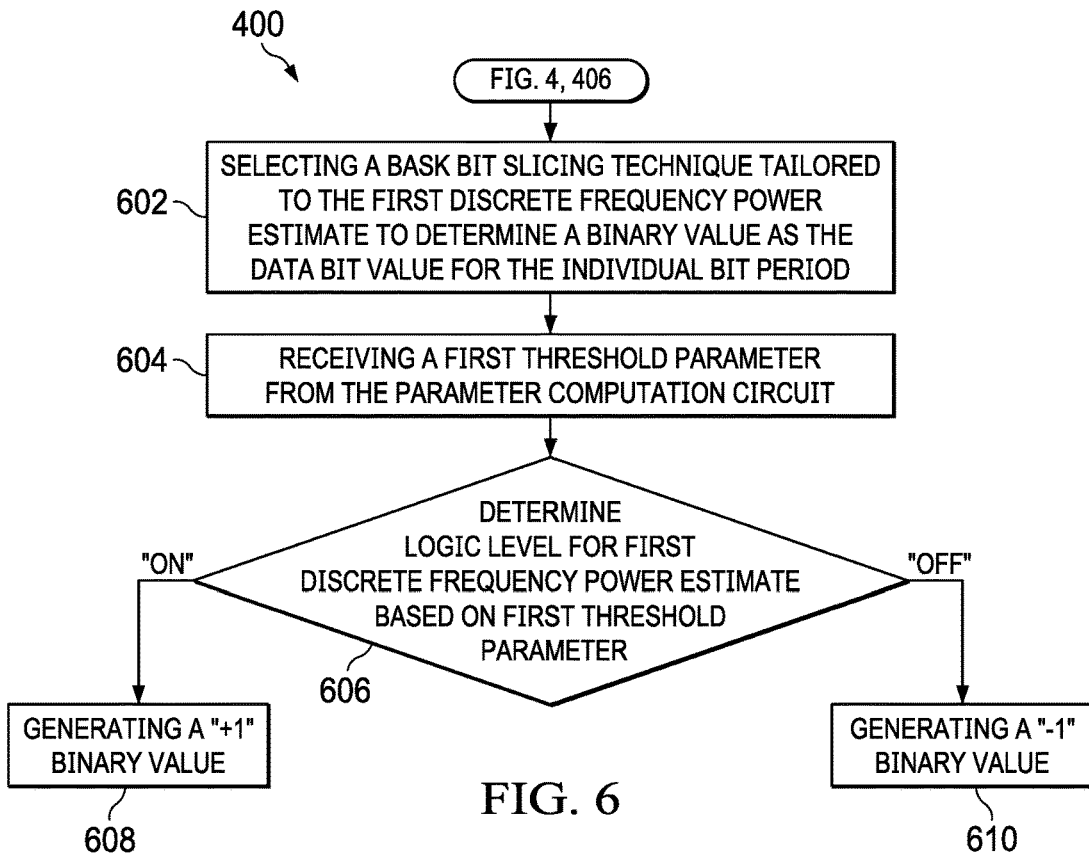 400
FIG. 4, 406
SELECTING A BASK BIT SLICING TECHNIQUE TAILORED
TO THE FIRST DISCRETE FREQUENCY POWER
ESTIMATE TO DETERMINE A BINARY VALUE AS THE
DATA BIT VALUE FOR THE INDIVIDUAL BIT PERIOD
602
RECEIVING A FIRST THRESHOLD PARAMETER
FROM THE PARAMETER COMPUTATION CIRCUIT
604
DETERMINE
LOGIC LEVEL FOR FIRST
DISCRETE FREQUENCY POWER ESTIMATE
BASED ON FIRST THRESHOLD
PARAMETER
"ON"
"OFF"
606
GENERATING A "+1"
BINARY VALUE
608
GENERATING A "-1"
BINARY VALUE
610
FIG. 6